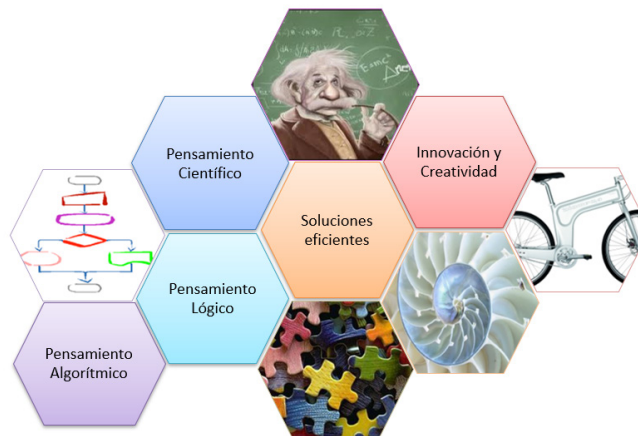 Pensamiento
Científico
Innovación y
Creatividad
Soluciones
eficientes
Pensamiento
Lógico
Pensamiento
Algorítmico